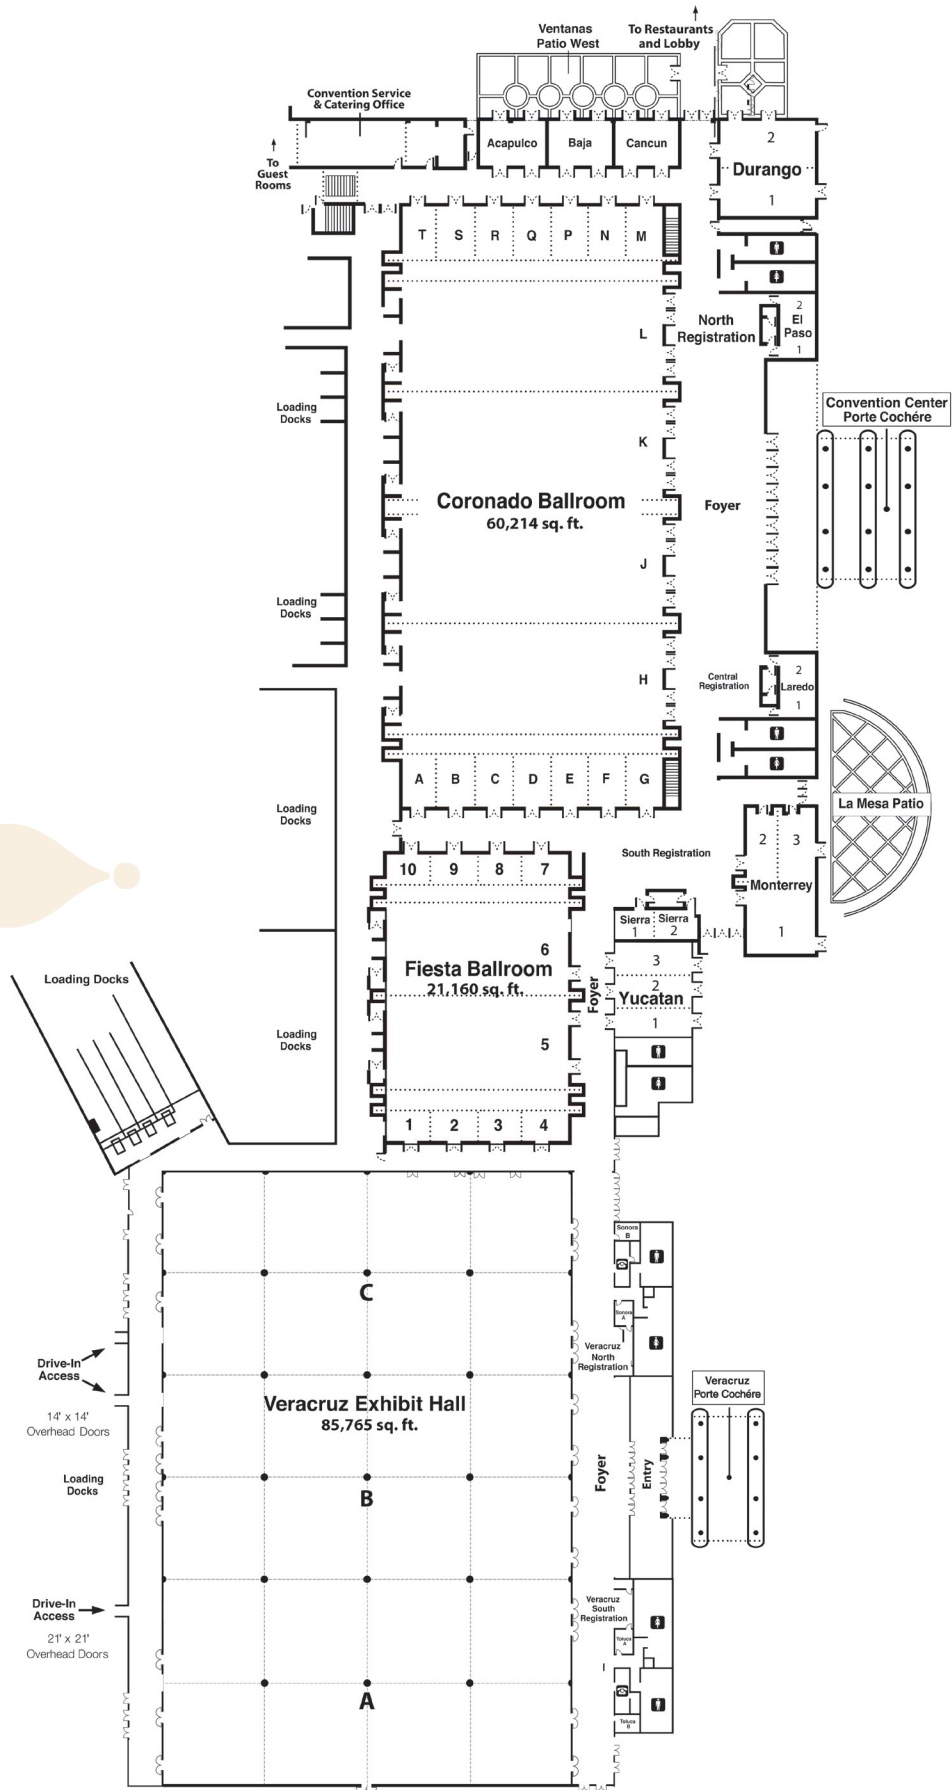 Ventanas
Patio West
To Restaurants
and Lobby
Convention Service
& Catering Office
To
Guest
Rooms
Acapulco
Baja
Cancun
2
Durango
1
T
S
R
Q
P
N
M
L
North
Registration
2
El
Paso
1
Loading
Docks
Convention Center
Porte Cochére
K
Coronado Ballroom
60,214 sq. ft.
Foyer
J
Loading
Docks
H
Central
Registration
2
Laredo
1
A
B
C
D
E
F
G
Loading
Docks
La Mesa Patio
South Registration
2
3
Monterrey
1
10
9
8
7
Sierra
1
Sierra
2
6
Fiesta Ballroom
21,160 sq. ft.
Foyer
3
2
Yucatan
1
Loading Docks
Loading
Docks
5
1
2
3
4
Sonora
B
C
Sonora
A
Veracruz
North
Registration
Drive-In
Access
14' x 14'
Overhead Doors
Veracruz Exhibit Hall
85,765 sq. ft.
Veracruz
Porte Cochére
Loading
Docks
B
Foyer
Entry
Drive-In
Access
21' x 21'
Overhead Doors
Veracruz
South
Registration
Toluca
A
A
Toluca
B